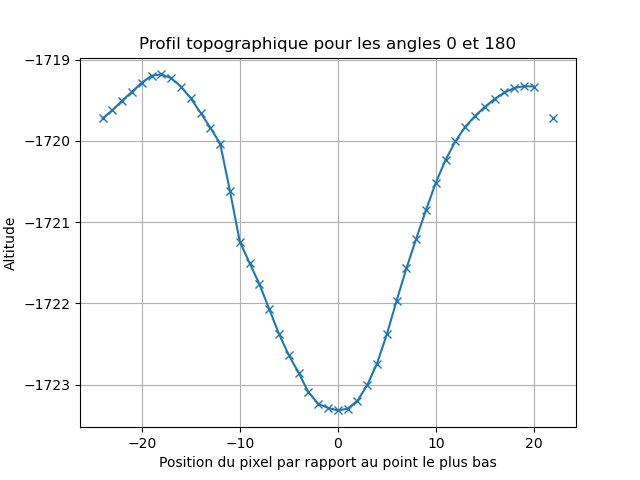 Profil topographique pour les angles 0 et 180
−1719
−1720
−1721
−1722
−1723
Altitude
−20 −10 0 10 20
Position du pixel par rapport au point le plus bas